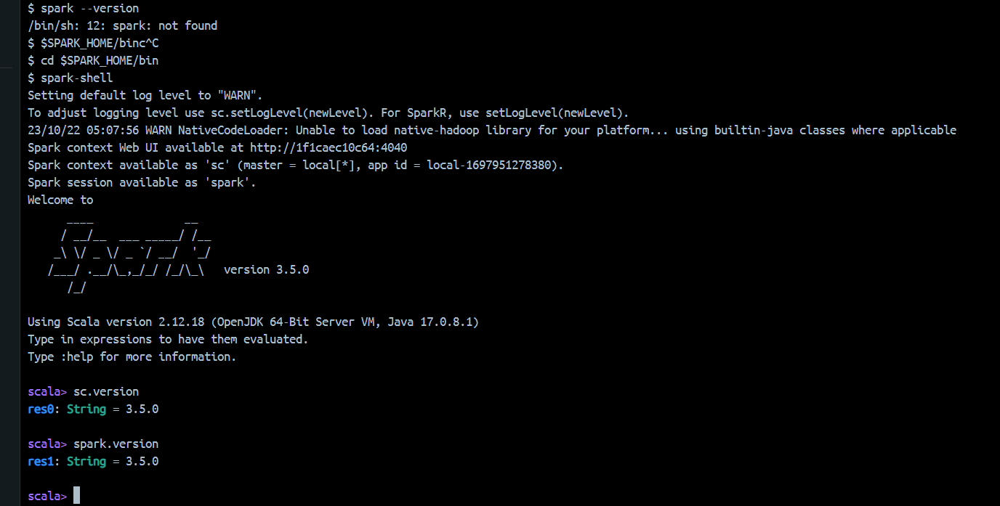 $ spark --version
/bin/sh: 12: spark: not found
$ $SPARK_HOME/binc^C
$ cd $SPARK_HOME/bin
$ spark-shell
Setting default log level to "WARN".
To adjust logging level use sc.setLogLevel(newLevel). For SparkR, use setLogLevel(newLevel).
23/10/22 05:07:56 WARN NativeCodeLoader: Unable to load native-hadoop library for your platform... using builtin-java classes where applicable
Spark context Web UI available at http://1f1caec10c64:4040
Spark context available as 'sc' (master = local[*], app id = local-1697951278380).
Spark session available as 'spark'.
Welcome to
      ____              __
     / __/__  ___ _____/ /__
    _\ \/ _ \/ _ `/ __/  '_/
   /___/ .__/\_,_/_/ /_/\_\   version 3.5.0
      /_/
Using Scala version 2.12.18 (OpenJDK 64-Bit Server VM, Java 17.0.8.1)
Type in expressions to have them evaluated.
Type :help for more information.
scala> sc.version
res0: String = 3.5.0
scala> spark.version
res1: String = 3.5.0
scala>